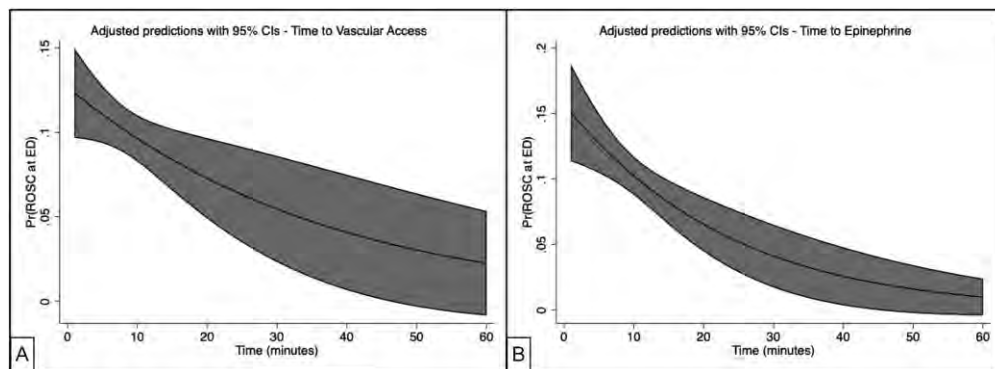 Adjusted predictions with 95% CIs - Time to Vascular Access
.15
.1
.05
0
Pr(ROSC at ED)
0 10 20 30 40 50 60
Time (minutes)
A
Adjusted predictions with 95% CIs - Time to Epinephrine
.2
.15
.1
.05
0
Pr(ROSC at ED)
0 10 20 30 40 50 60
Time (minutes)
B